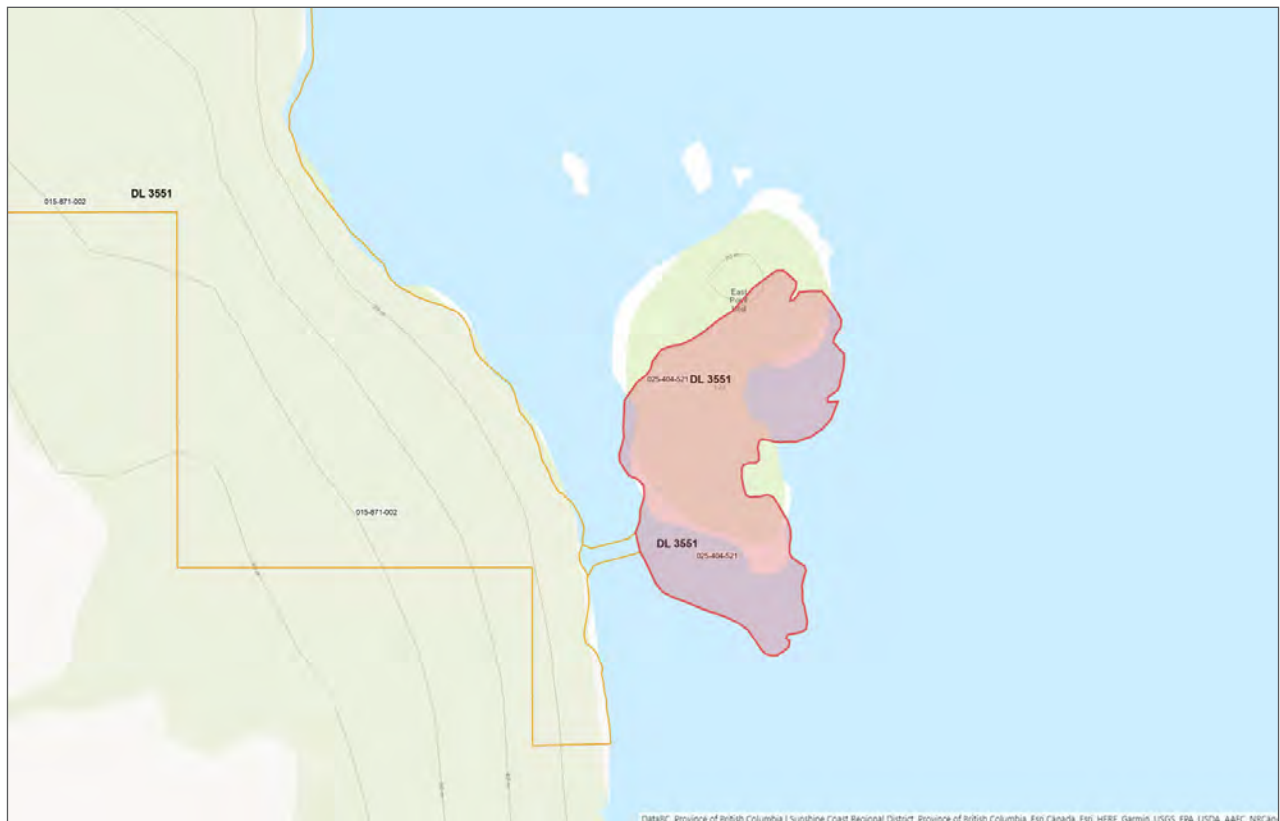 DL 3551
015-871-002
East
Point
025-404-521 DL 3551
015-871-002
DL 3551
025-404-521
DataBC, Province of British Columbia | Sunshine Coast Regional District, Province of British Columbia, Esri Canada, Esri, HERE, Garmin, USGS, EPA, USDA, AAFC, NRCan